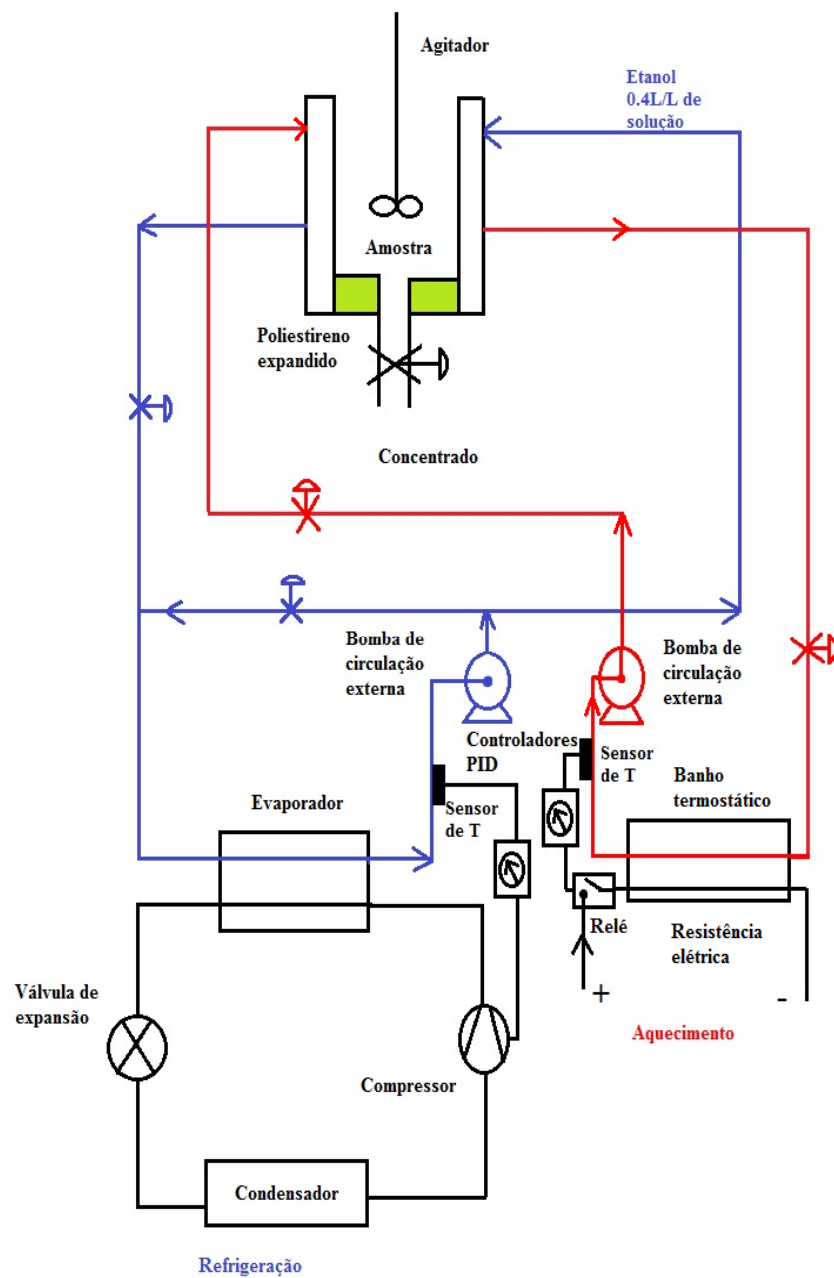 Agitador
Etanol
0.4L/L de
solução
Amostra
Poliestireno
expandido
Concentrado
Bomba de
circulação
externa
Bomba de
circulação
externa
Controladores
PID
Sensor
de T
Banho
termostático
Evaporador
Sensor
de T
Relé
Resistência
elétrica
+
-
Válvula de
expansão
Aquecimento
Compressor
Condensador
Refrigeração